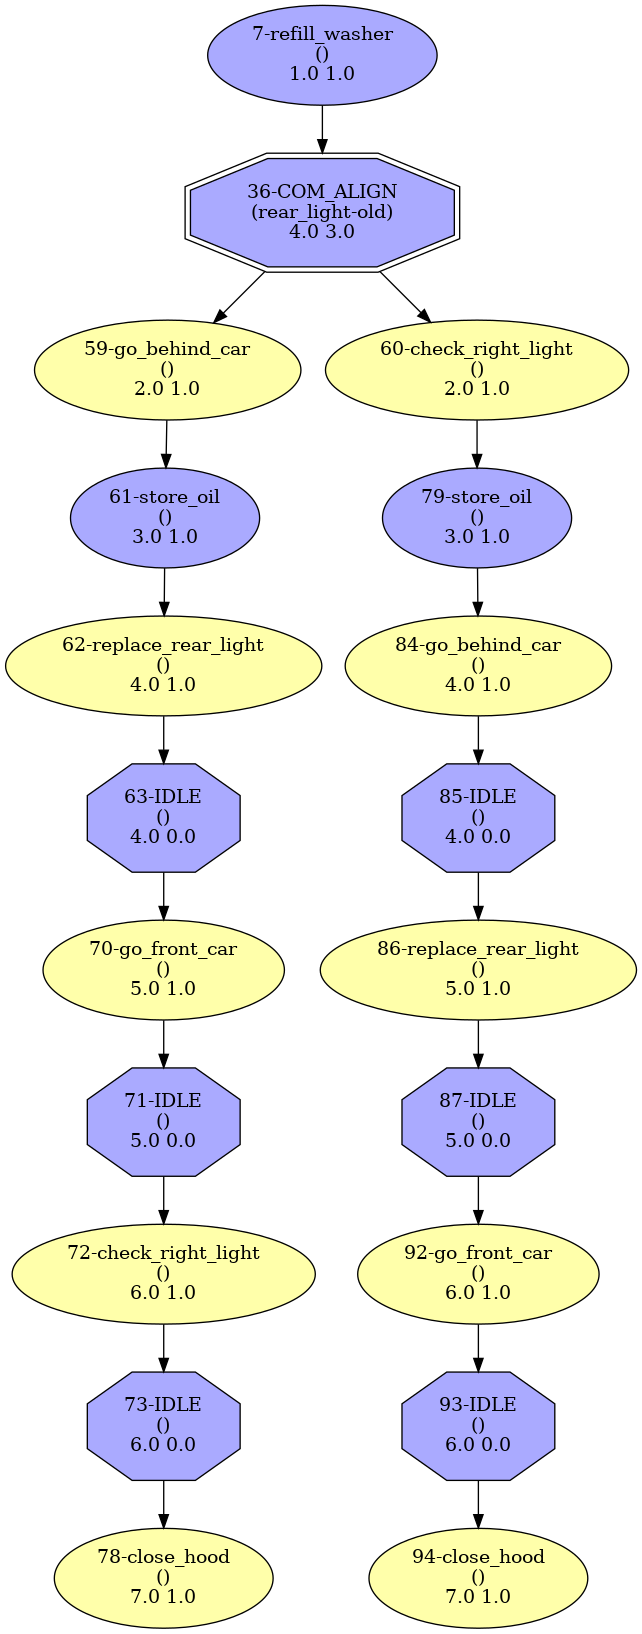 7-refill_washer
()
1.0 1.0
36-COM_ALIGN
(rear_light-old)
4.0 3.0
59-go_behind_car
()
2.0 1.0
60-check_right_light
()
2.0 1.0
61-store_oil
()
3.0 1.0
79-store_oil
()
3.0 1.0
62-replace_rear_light
()
4.0 1.0
84-go_behind_car
()
4.0 1.0
63-IDLE
()
4.0 0.0
85-IDLE
()
4.0 0.0
70-go_front_car
()
5.0 1.0
86-replace_rear_light
()
5.0 1.0
71-IDLE
()
5.0 0.0
87-IDLE
()
5.0 0.0
72-check_right_light
()
6.0 1.0
92-go_front_car
()
6.0 1.0
73-IDLE
()
6.0 0.0
93-IDLE
()
6.0 0.0
78-close_hood
()
7.0 1.0
94-close_hood
()
7.0 1.0